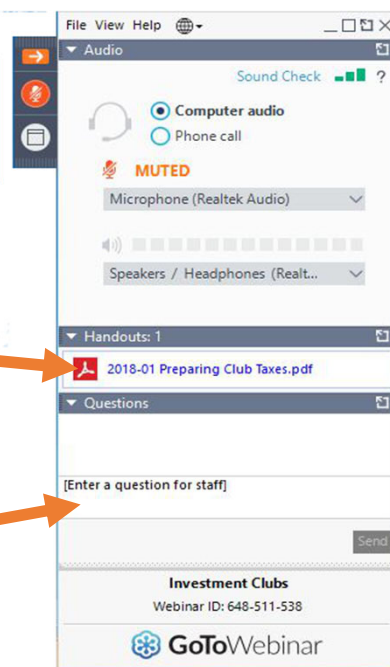 File View Help
Audio
Sound Check ?
Computer audio
Phone call
MUTED
Microphone (Realtek Audio)
Speakers / Headphones (Realt...
Handouts: 1
2018-01 Preparing Club Taxes.pdf
Questions
[Enter a question for staff]
Send
Investment Clubs
Webinar ID: 648-511-538
GoToWebinar